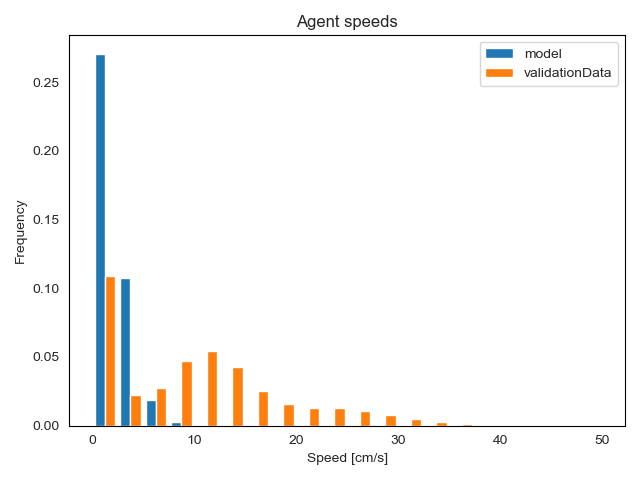 Agent speeds
model
validationData
Frequency
0.25
0.20
0.15
0.10
0.05
0.00
0 10 20 30 40 50
Speed [cm/s]